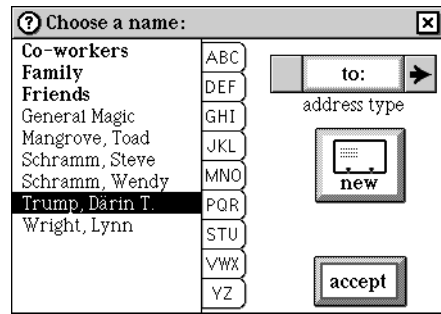 ? Choose a name:
Co-workers
Family
Friends
General Magic
Mangrove, Toad
Schramm, Steve
Schramm, Wendy
Trump, Därin T.
Wright, Lynn
ABC
DEF
GHI
JKL
MNO
PQR
STU
VWX
YZ
to:
address type
new
accept